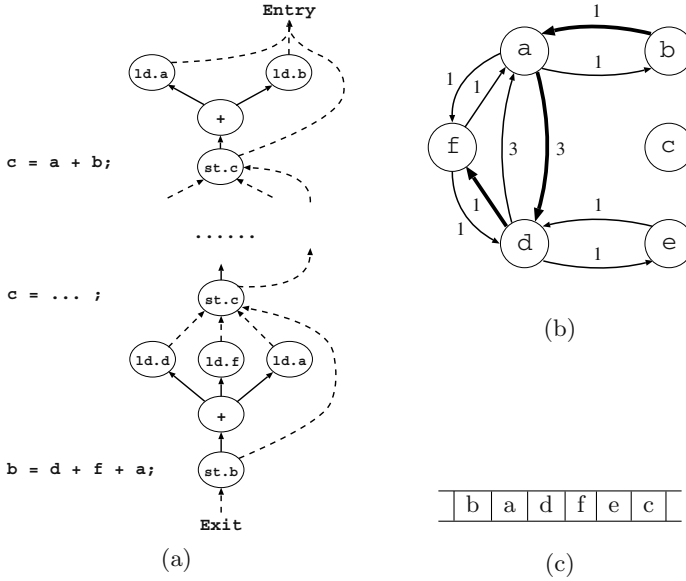 Entry
ld.a
ld.b
+
c = a + b;
st.c
......
c = ... ;
st.c
ld.d
ld.f
ld.a
+
b = d + f + a;
st.b
Exit
(a)
1
a
b
1
1
1
f
3
3
c
1
1
1
d
e
1
(b)
b a d f e c
(c)